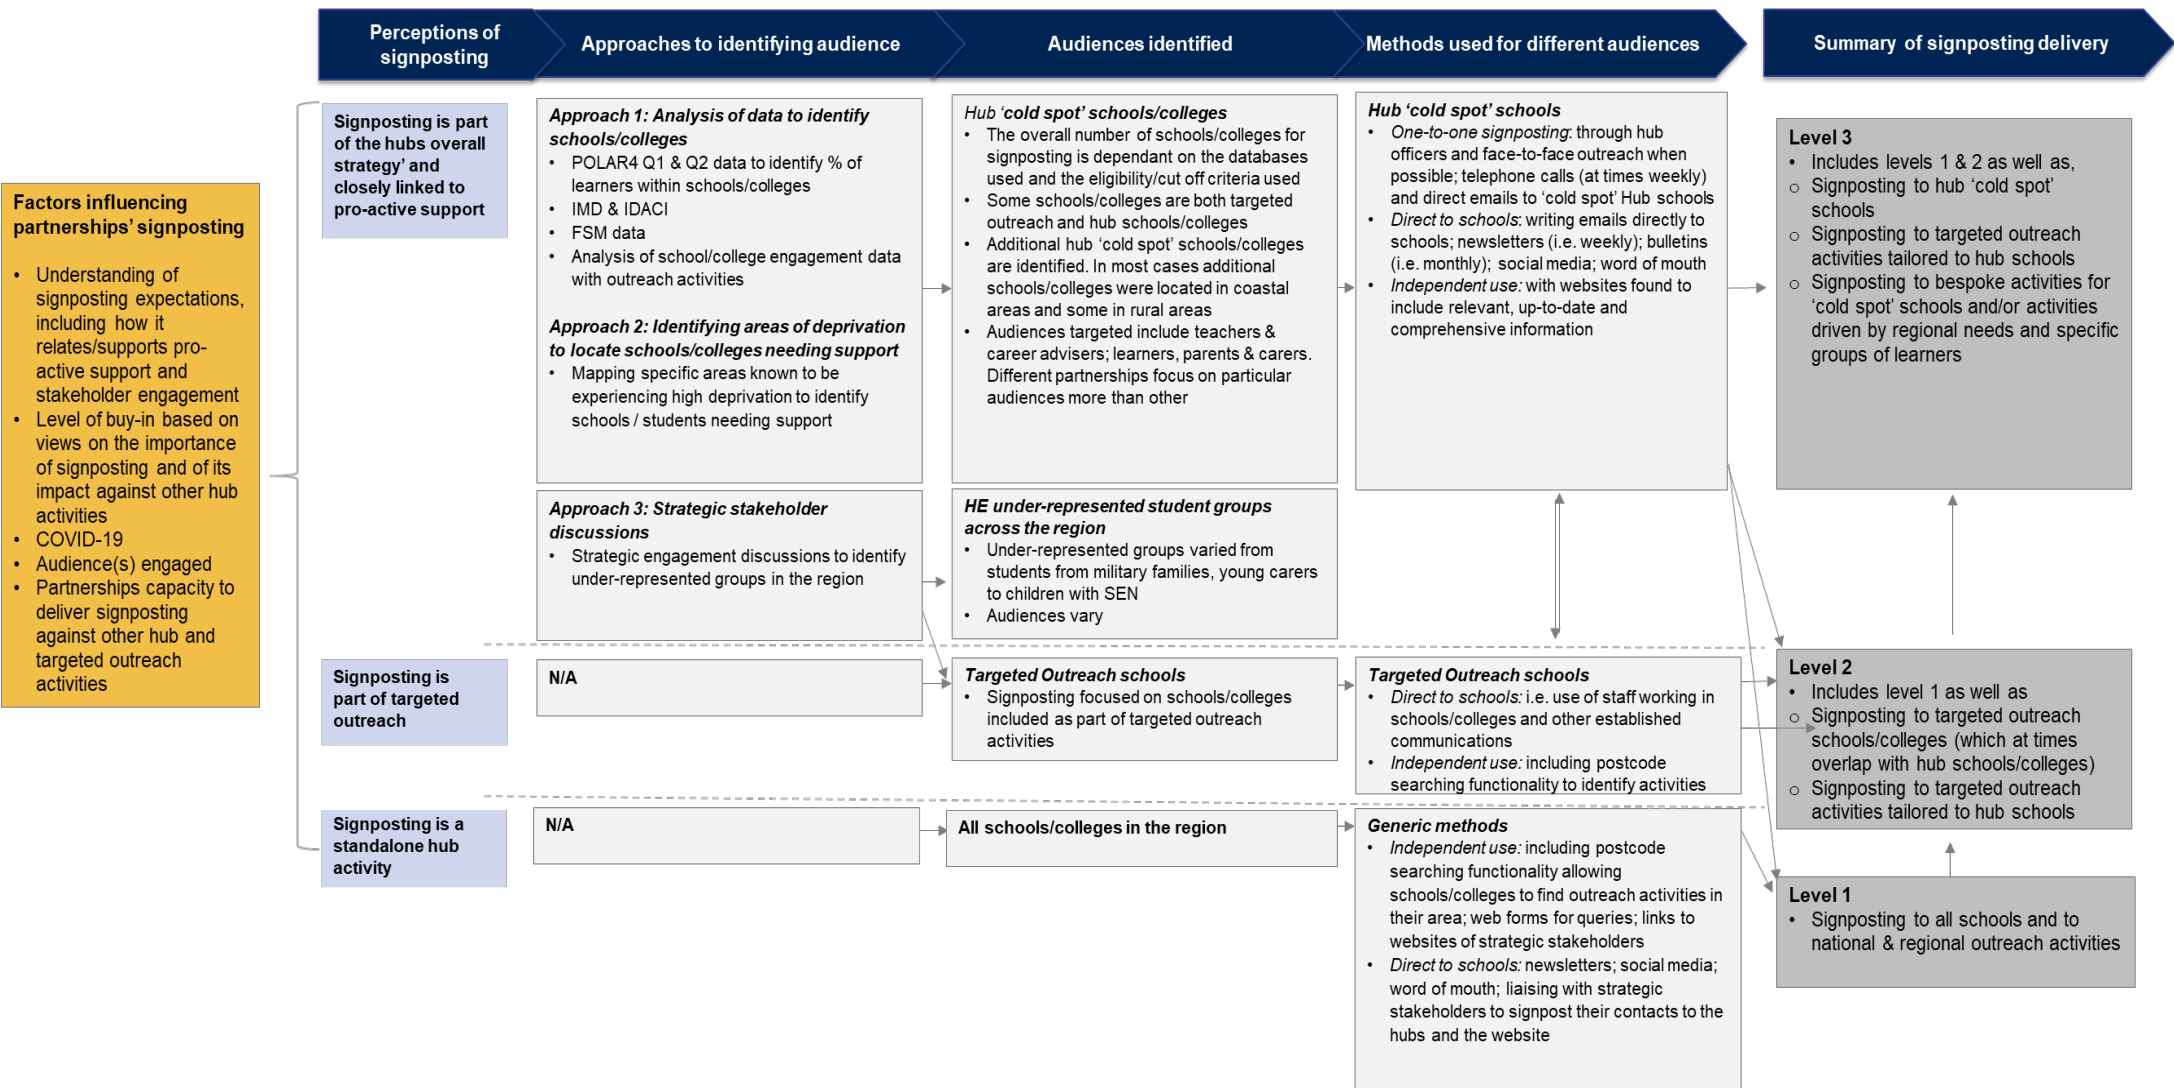 Perceptions of
signposting
Approaches to identifying audience
Audiences identified
Methods used for different audiences
Summary of signposting delivery
Factors influencing
partnerships’ signposting
• Understanding of
signposting expectations,
including how it
relates/supports pro-
active support and
stakeholder engagement
• Level of buy-in based on
views on the importance
of signposting and of its
impact against other hub
activities
• COVID-19
• Audience(s) engaged
• Partnerships capacity to
deliver signposting
against other hub and
targeted outreach
activities
Signposting is part
of the hubs overall
strategy’ and
closely linked to
pro-active support
Approach 1: Analysis of data to identify
schools/colleges
• POLAR4 Q1 & Q2 data to identify % of
learners within schools/colleges
• IMD & IDACI
• FSM data
• Analysis of school/college engagement data
with outreach activities
Approach 2: Identifying areas of deprivation
to locate schools/colleges needing support
• Mapping specific areas known to be
experiencing high deprivation to identify
schools / students needing support
Hub ‘cold spot’ schools/colleges
• The overall number of schools/colleges for
signposting is dependant on the databases
used and the eligibility/cut off criteria used
• Some schools/colleges are both targeted
outreach and hub schools/colleges
• Additional hub ‘cold spot’ schools/colleges
are identified. In most cases additional
schools/colleges were located in coastal
areas and some in rural areas
• Audiences targeted include teachers &
career advisers; learners, parents & carers.
Different partnerships focus on particular
audiences more than other
Hub ‘cold spot’ schools
• One-to-one signposting: through hub
officers and face-to-face outreach when
possible; telephone calls (at times weekly)
and direct emails to ‘cold spot’ Hub schools
• Direct to schools: writing emails directly to
schools; newsletters (i.e. weekly); bulletins
(i.e. monthly); social media; word of mouth
• Independent use: with websites found to
include relevant, up-to-date and
comprehensive information
Level 3
• Includes levels 1 & 2 as well as,
o Signposting to hub ‘cold spot’
schools
o Signposting to targeted outreach
activities tailored to hub schools
o Signposting to bespoke activities for
‘cold spot’ schools and/or activities
driven by regional needs and specific
groups of learners
Approach 3: Strategic stakeholder
discussions
• Strategic engagement discussions to identify
under-represented groups in the region
HE under-represented student groups
across the region
• Under-represented groups varied from
students from military families, young carers
to children with SEN
• Audiences vary
Signposting is
part of targeted
outreach
N/A
Targeted Outreach schools
• Signposting focused on schools/colleges
included as part of targeted outreach
activities
Targeted Outreach schools
• Direct to schools: i.e. use of staff working in
schools/colleges and other established
communications
• Independent use: including postcode
searching functionality to identify activities
Level 2
• Includes level 1 as well as
o Signposting to targeted outreach
schools/colleges (which at times
overlap with hub schools/colleges)
o Signposting to targeted outreach
activities tailored to hub schools
Signposting is a
standalone hub
activity
N/A
All schools/colleges in the region
Generic methods
• Independent use: including postcode
searching functionality allowing
schools/colleges to find outreach activities in
their area; web forms for queries; links to
websites of strategic stakeholders
• Direct to schools: newsletters; social media;
word of mouth; liaising with strategic
stakeholders to signpost their contacts to the
hubs and the website
Level 1
• Signposting to all schools and to
national & regional outreach activities